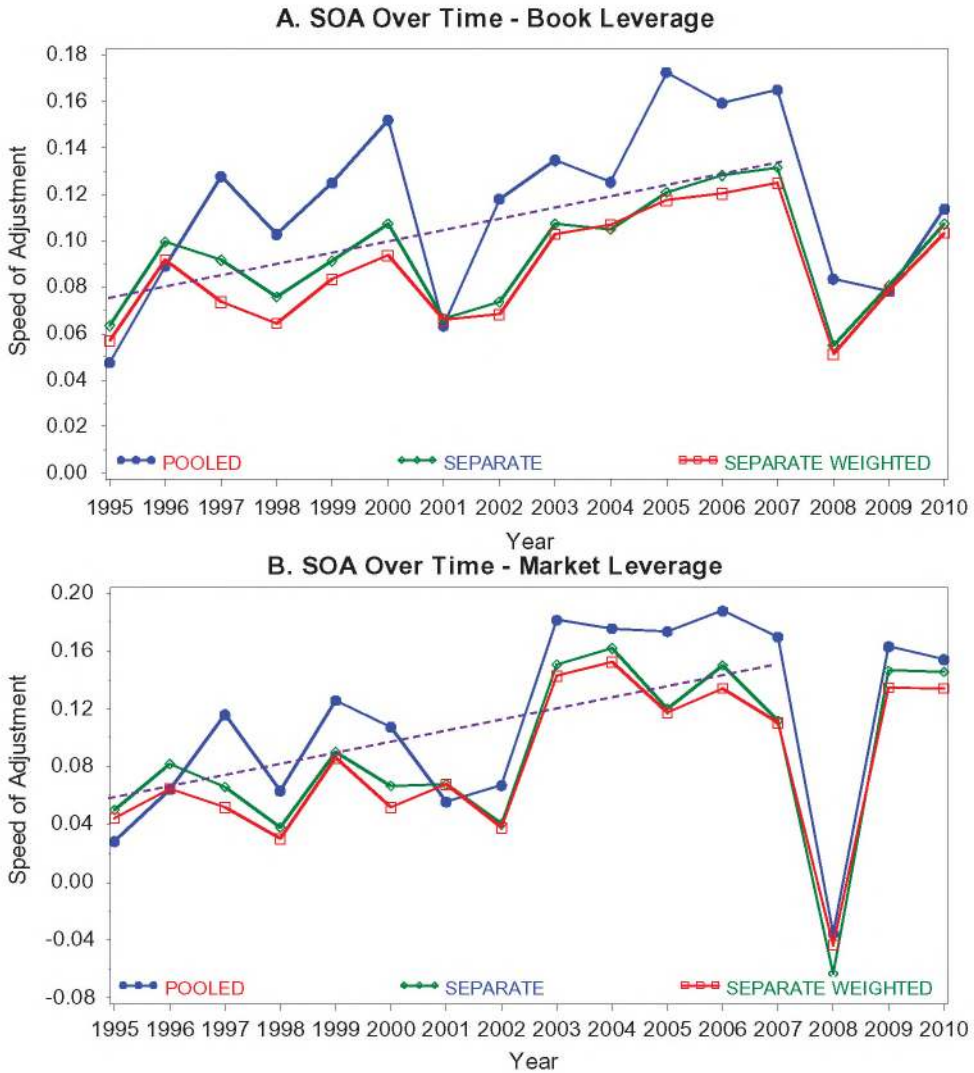 A. SOA Over Time - Book Leverage
0.18
0.16
0.14
0.12
0.10
0.08
0.06
0.04
0.02
0.00
Speed of Adjustment
POOLED SEPARATE SEPARATE WEIGHTED
1995 1996 1997 1998 1999 2000 2001 2002 2003 2004 2005 2006 2007 2008 2009 2010
Year
B. SOA Over Time - Market Leverage
0.20
0.16
0.12
0.08
0.04
0.00
-0.04
-0.08
Speed of Adjustment
POOLED SEPARATE SEPARATE WEIGHTED
1995 1996 1997 1998 1999 2000 2001 2002 2003 2004 2005 2006 2007 2008 2009 2010
Year